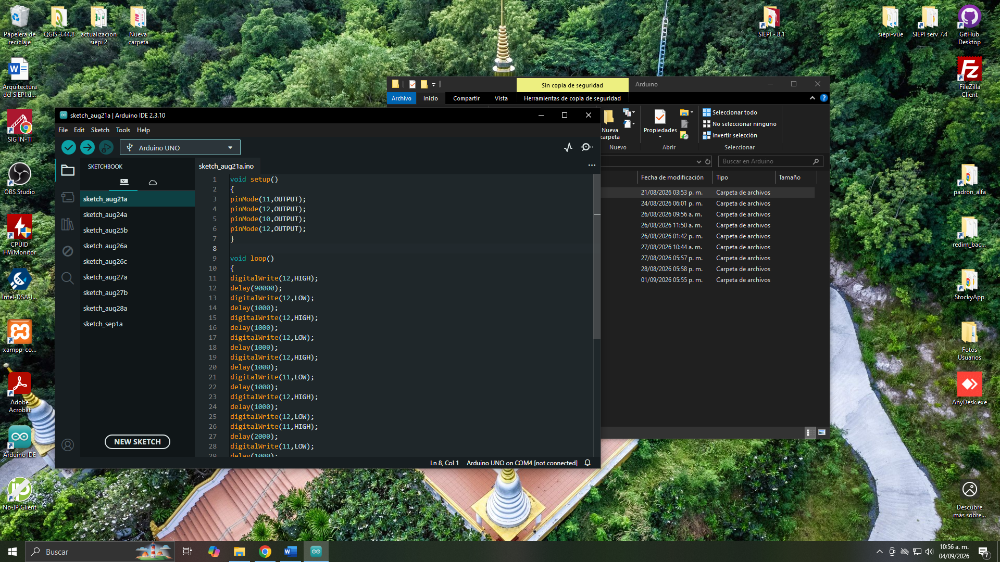 Papelera de
reciclaje
QGIS 3.44.8
actualizacion
siepi 2
Nueva
carpeta
SIEPI - 8.1
siepi-vue
SIEPI serv 7.4
GitHub
Desktop
Arquitectura
del SIEPI.d...
SIG IN-TI
OBS Studio
CPUID
HWMonitor
Intel-DSA-I...
xampp-co...
Adobe
Acrobat
Arduino IDE
No-IP Client
FileZilla
Client
padron_alfa
redim_bac...
StockyApp
Fotos
Usuarios
AnyDesk.exe
Descubre
más sobre...
Sin copia de seguridad
Arduino
Archivo
Inicio
Compartir
Vista
Herramientas de copia de seguridad
Nueva
carpeta
Nuevo
Propiedades
Abrir
Seleccionar todo
No seleccionar ninguno
Invertir selección
Seleccionar
Buscar en Arduino
Fecha de modificación
Tipo
Tamaño
21/08/2026 03:53 p. m. Carpeta de archivos
24/08/2026 06:01 p. m. Carpeta de archivos
26/08/2026 09:56 a. m. Carpeta de archivos
26/08/2026 11:50 a. m. Carpeta de archivos
26/08/2026 01:42 p. m. Carpeta de archivos
27/08/2026 10:44 a. m. Carpeta de archivos
27/08/2026 05:57 p. m. Carpeta de archivos
28/08/2026 05:58 p. m. Carpeta de archivos
01/09/2026 05:55 p. m. Carpeta de archivos
sketch_aug21a | Arduino IDE 2.3.10
File Edit Sketch Tools Help
Arduino UNO
SKETCHBOOK
sketch_aug21a
sketch_aug24a
sketch_aug25b
sketch_aug26a
sketch_aug26c
sketch_aug27a
sketch_aug27b
sketch_aug28a
sketch_sep1a
NEW SKETCH
sketch_aug21a.ino
1 void setup()
2 {
3 pinMode(11,OUTPUT);
4 pinMode(12,OUTPUT);
5 pinMode(10,OUTPUT);
6 pinMode(12,OUTPUT);
7 }
8
9 void loop()
10 {
11 digitalWrite(12,HIGH);
12 delay(90000);
13 digitalWrite(12,LOW);
14 delay(1000);
15 digitalWrite(12,HIGH);
16 delay(1000);
17 digitalWrite(12,LOW);
18 delay(1000);
19 digitalWrite(12,HIGH);
20 delay(1000);
21 digitalWrite(11,LOW);
22 delay(1000);
23 digitalWrite(12,HIGH);
24 delay(1000);
25 digitalWrite(12,LOW);
26 digitalWrite(11,HIGH);
27 delay(2000);
28 digitalWrite(11,LOW);
29 delay(1000);
Ln 8, Col 1 Arduino UNO on COM4 [not connected]
Buscar
10:56 a. m.
04/09/2026
7